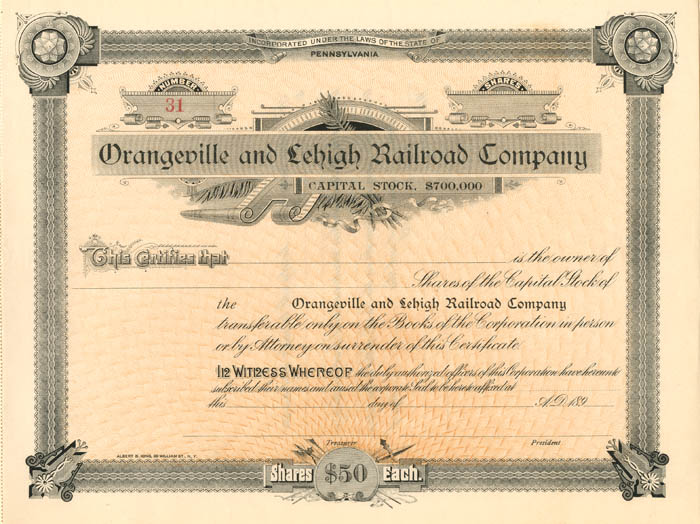 INCORPORATED UNDER THE LAWS OF THE STATE OF
PENNSYLVANIA
NUMBER
31
SHARES
Orangeville and Lehigh Railroad Company
CAPITAL STOCK, $700,000
This Certifies that is the owner of
Shares of the Capital Stock of
the Orangeville and Lehigh Railroad Company
transferable only on the Books of the Corporation in person
or by Attorney on surrender of this Certificate.
IN WITNESS WHEREOF the duly authorized officers of this Corporation have hereunto
subscribed their names and caused the corporate Seal to be hereto affixed at
this day of A.D. 189
Treasurer President
ALBERT B. KING, WILLIAM ST., N.Y.
Shares $50 Each.